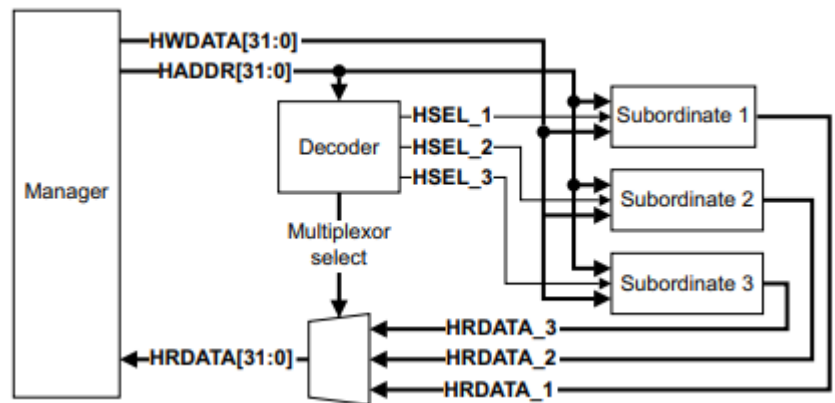 HWDATA[31:0]
HADDR[31:0]
Manager
Decoder
HSEL_1
HSEL_2
HSEL_3
Subordinate 1
Subordinate 2
Subordinate 3
Multiplexor
select
HRDATA_3
HRDATA[31:0]
HRDATA_2
HRDATA_1